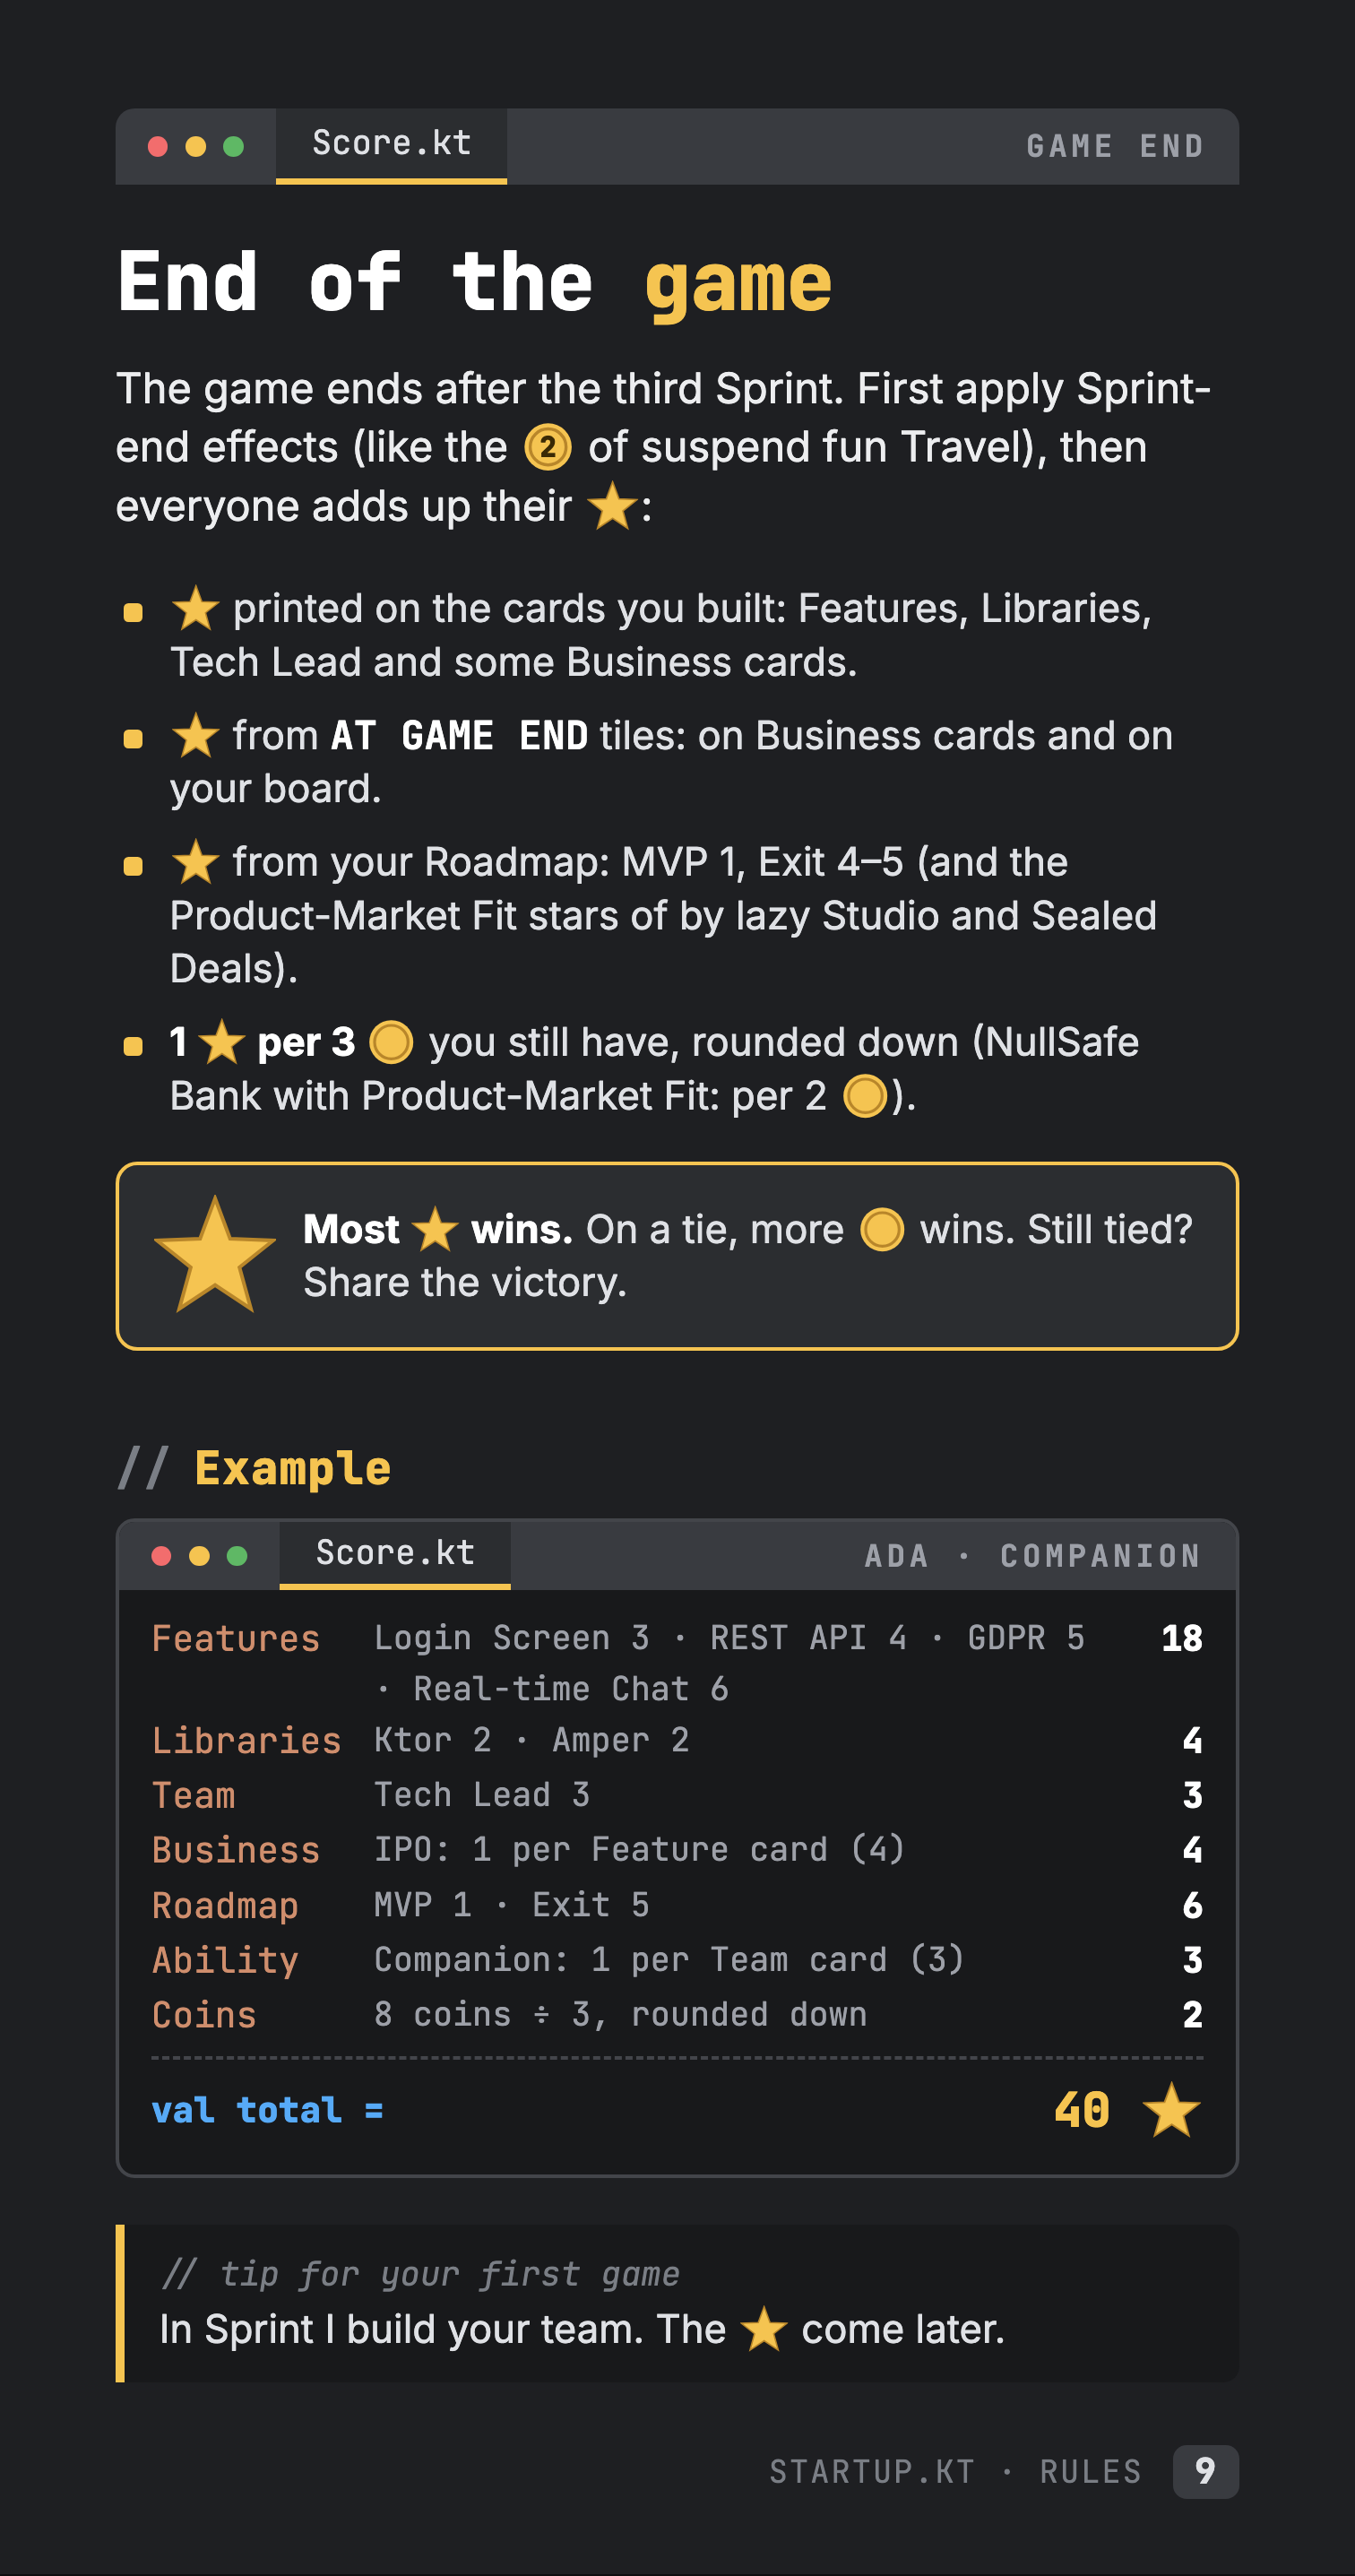 Score.kt
GAME END
End of the game
The game ends after the third Sprint. First apply Sprint-
end effects (like the 2 of suspend fun Travel), then
everyone adds up their :
printed on the cards you built: Features, Libraries,
Tech Lead and some Business cards.
from AT GAME END tiles: on Business cards and on
your board.
from your Roadmap: MVP 1, Exit 4–5 (and the
Product-Market Fit stars of by lazy Studio and Sealed
Deals).
1 per 3 you still have, rounded down (NullSafe
Bank with Product-Market Fit: per 2 ).
Most wins. On a tie, more wins. Still tied?
Share the victory.
// Example
Score.kt
ADA · COMPANION
Features Login Screen 3 · REST API 4 · GDPR 5 18
· Real-time Chat 6
Libraries Ktor 2 · Amper 2 4
Team Tech Lead 3 3
Business IPO: 1 per Feature card (4) 4
Roadmap MVP 1 · Exit 5 6
Ability Companion: 1 per Team card (3) 3
Coins 8 coins ÷ 3, rounded down 2
val total = 40
// tip for your first game
In Sprint I build your team. The come later.
STARTUP.KT · RULES 9